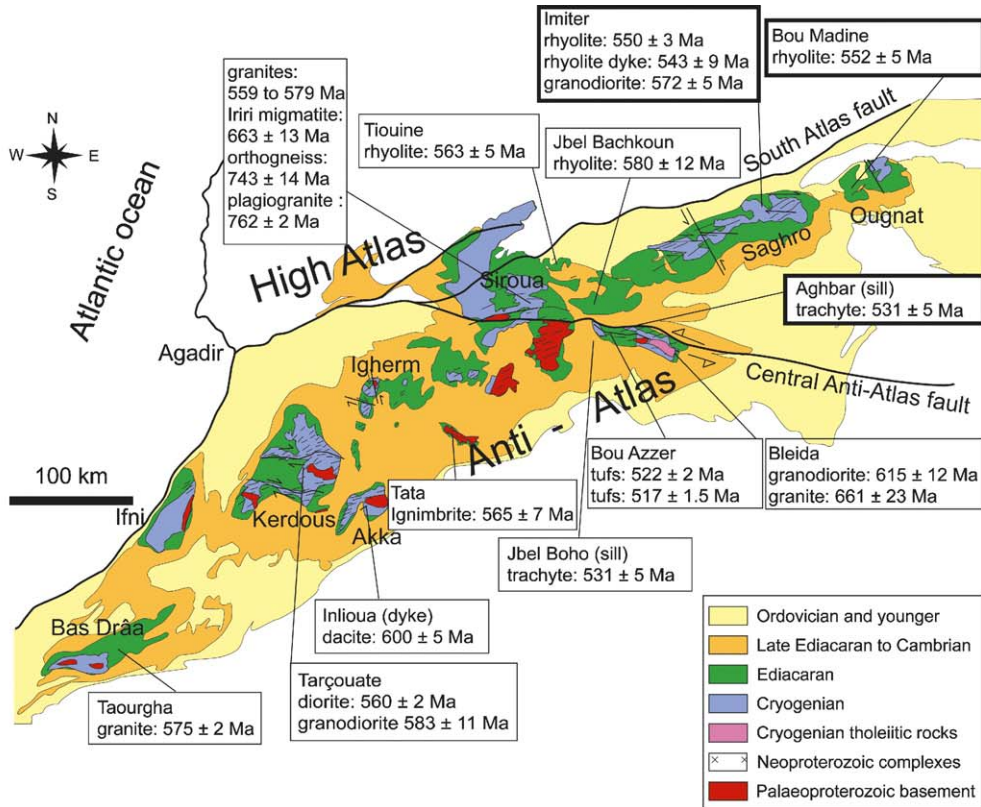 Imiter
rhyolite: 550 ± 3 Ma
rhyolite dyke: 543 ± 9 Ma
granodiorite: 572 ± 5 Ma
Bou Madine
rhyolite: 552 ± 5 Ma
granites:
559 to 579 Ma
Iriri migmatite:
663 ± 13 Ma
orthogneiss:
743 ± 14 Ma
plagiogranite :
762 ± 2 Ma
Tiouine
rhyolite: 563 ± 5 Ma
Jbel Bachkoun
rhyolite: 580 ± 12 Ma
N
W
E
S
Atlantic ocean
South Atlas fault
High Atlas
Siroua
Saghro
Ougnat
Aghbar (sill)
trachyte: 531 ± 5 Ma
Agadir
Igherm
Central Anti-Atlas fault
Anti - Atlas
100 km
Bou Azzer
tufs: 522 ± 2 Ma
tufs: 517 ± 1.5 Ma
Bleida
granodiorite: 615 ± 12 Ma
granite: 661 ± 23 Ma
Tata
Ignimbrite: 565 ± 7 Ma
Ifni
Kerdous
Akka
Jbel Boho (sill)
trachyte: 531 ± 5 Ma
Inlioua (dyke)
dacite: 600 ± 5 Ma
Bas Drâa
Taourgha
granite: 575 ± 2 Ma
Tarçouate
diorite: 560 ± 2 Ma
granodiorite 583 ± 11 Ma
Ordovician and younger
Late Ediacaran to Cambrian
Ediacaran
Cryogenian
Cryogenian tholeiitic rocks
Neoproterozoic complexes
Palaeoproterozoic basement